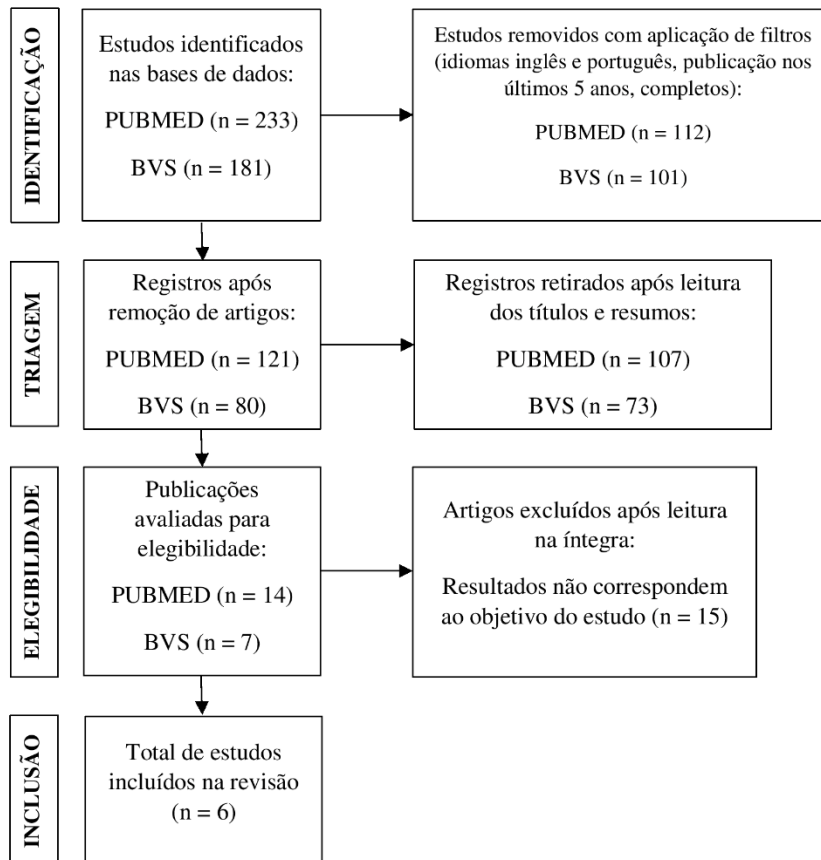 IDENTIFICAÇÃO
Estudos identificados
nas bases de dados:
PUBMED (n = 233)
BVS (n = 181)
Estudos removidos com aplicação de filtros
(idiomas inglês e português, publicação nos
últimos 5 anos, completos):
PUBMED (n = 112)
BVS (n = 101)
TRIAGEM
Registros após
remoção de artigos:
PUBMED (n = 121)
BVS (n = 80)
Registros retirados após leitura
dos títulos e resumos:
PUBMED (n = 107)
BVS (n = 73)
ELEGIBILIDADE
Publicações
avaliadas para
elegibilidade:
PUBMED (n = 14)
BVS (n = 7)
Artigos excluídos após leitura
na íntegra:
Resultados não correspondem
ao objetivo do estudo (n = 15)
INCLUSÃO
Total de estudos
incluídos na revisão
(n = 6)